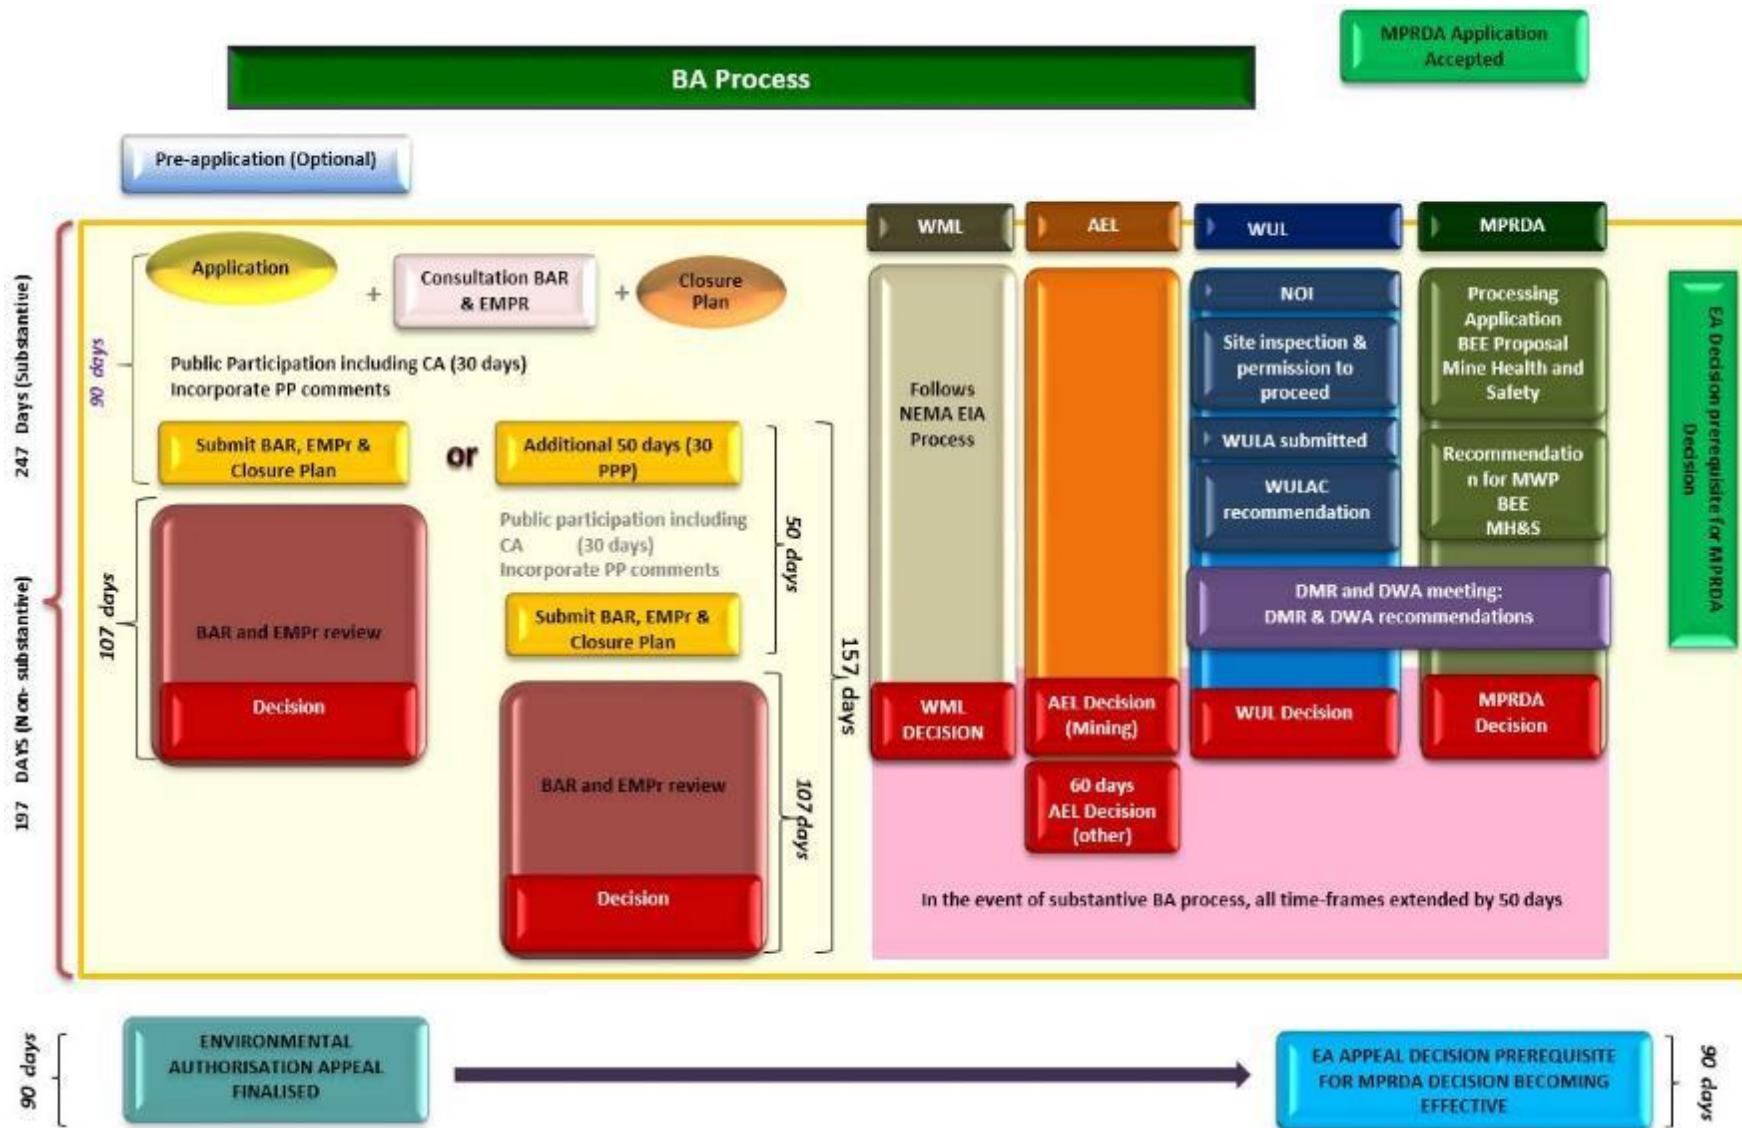 MPRDA Application
Accepted
BA Process
Pre-application (Optional)
247 Days (Substantive)
197 DAYS (Non- substantive)
90 days
Application
+
Consultation BAR
& EMPR
+
Closure
Plan
Public Participation including CA (30 days)
Incorporate PP comments
Submit BAR, EMPr &
Closure Plan
or
Additional 50 days (30
PPP)
107 days
BAR and EMPr review
Decision
Public participation including
CA (30 days)
Incorporate PP comments
Submit BAR, EMPr &
Closure Plan
50 days
BAR and EMPr review
Decision
107 days
157, days
WML
Follows
NEMA EIA
Process
WML
DECISION
AEL
AEL Decision
(Mining)
60 days
AEL Decision
(other)
WUL
NOI
Site inspection &
permission to
proceed
WULA submitted
WULAC
recommendation
WUL Decision
MPRDA
Processing
Application
BEE Proposal
Mine Health and
Safety
Recommendatio
n for MWP
BEE
MH&S
DMR and DWA meeting:
DMR & DWA recommendations
MPRDA
Decision
EA Decision prerequisite for MPRDA
Decision
In the event of substantive BA process, all time-frames extended by 50 days
90 days
ENVIRONMENTAL
AUTHORISATION APPEAL
FINALISED
EA APPEAL DECISION PREREQUISITE
FOR MPRDA DECISION BECOMING
EFFECTIVE
90 days